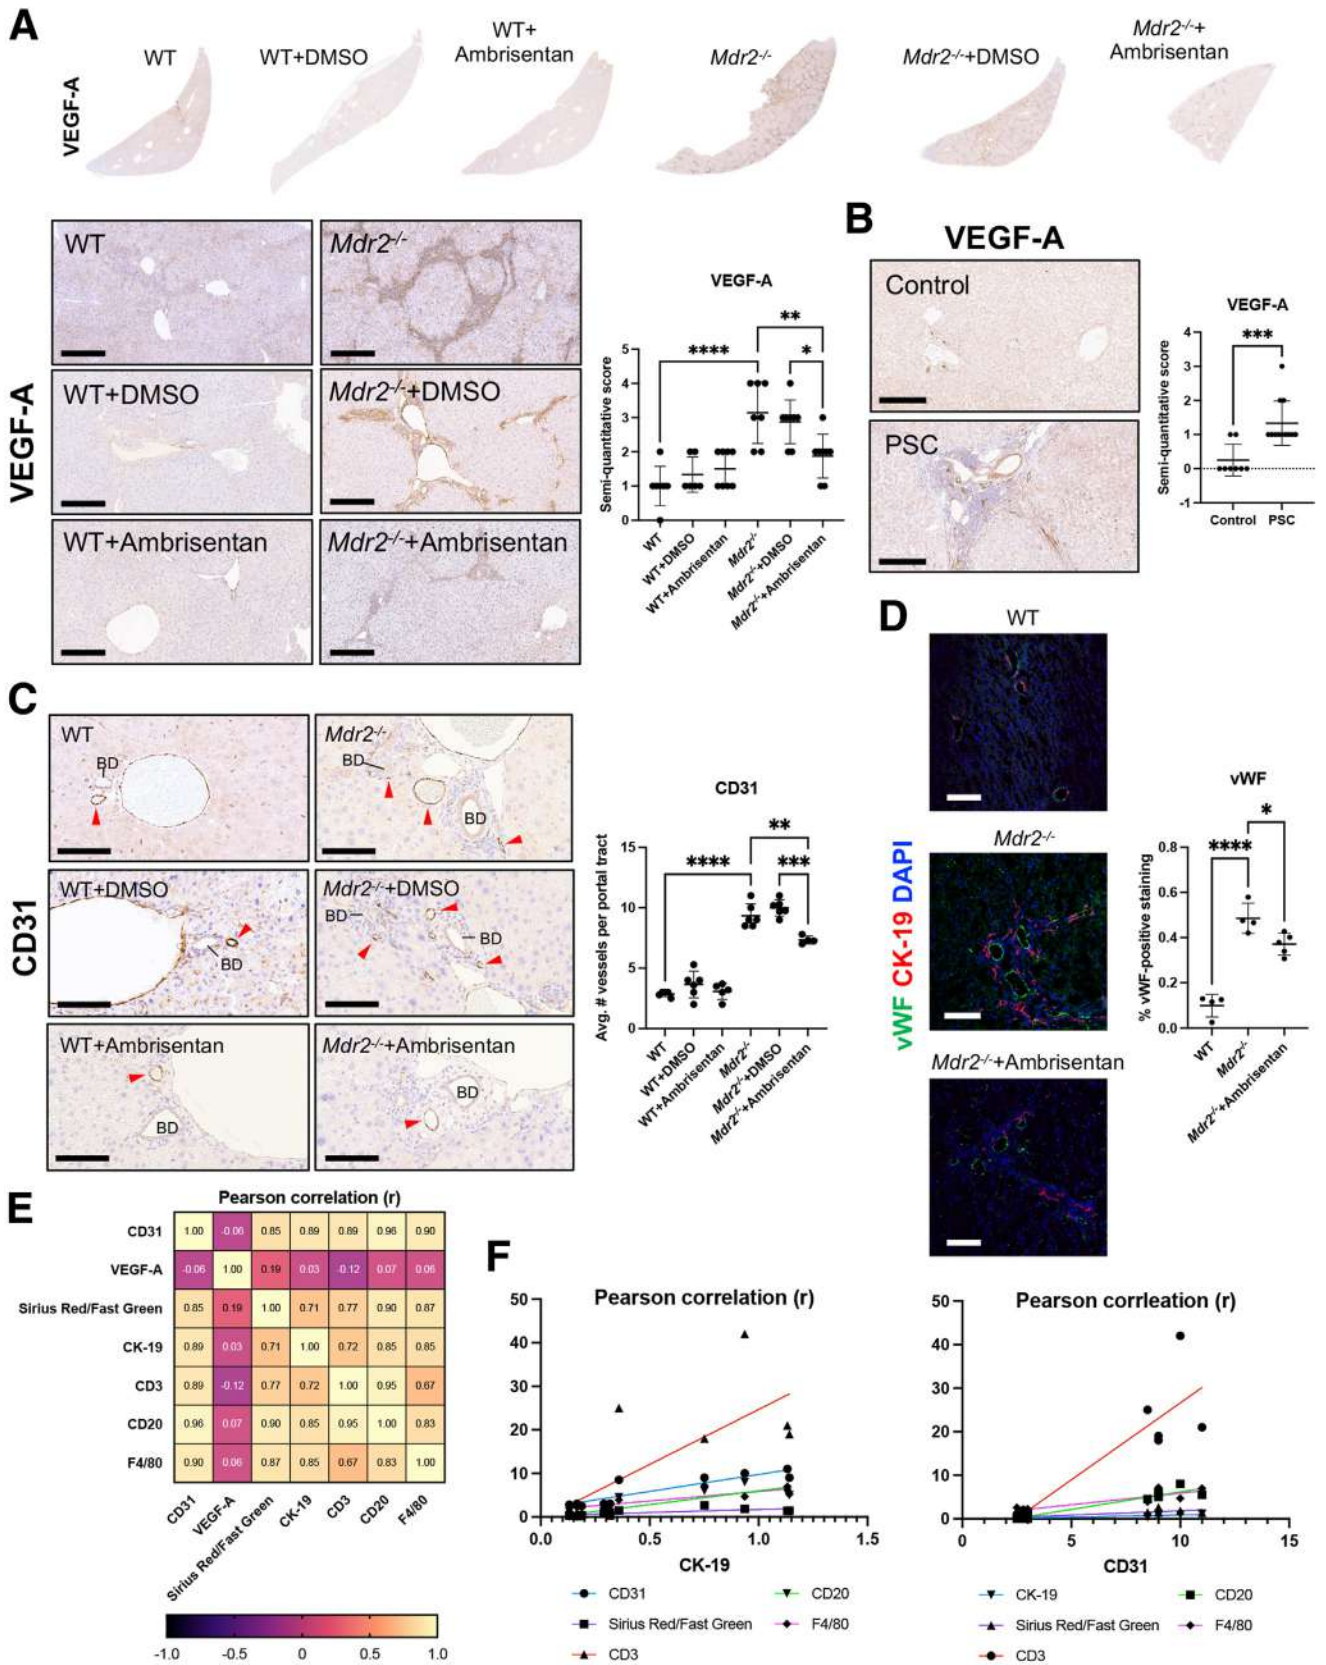 A
WT
WT+DMSO
WT+
Ambrisentan
Mdr2-/-
Mdr2-/-+DMSO
Mdr2-/-+
Ambrisentan
VEGF-A
VEGF-A
WT
Mdr2-/-
WT+DMSO
Mdr2-/-+DMSO
WT+Ambrisentan
Mdr2-/-+Ambrisentan
VEGF-A
Semi-quantitative score
5
4
3
2
1
0
****
**
*
WT
WT+DMSO
WT+Ambrisentan
Mdr2-/-
Mdr2-/-+DMSO
Mdr2-/-+Ambrisentan
B
VEGF-A
Control
PSC
VEGF-A
Semi-quantitative score
4
3
2
1
0
-1
***
Control PSC
C
CD31
WT
BD
Mdr2-/-
BD
BD
WT+DMSO
BD
Mdr2-/-+DMSO
BD
BD
WT+Ambrisentan
BD
Mdr2-/-+Ambrisentan
BD
CD31
Avg. # vessels per portal tract
15
10
5
0
****
**
***
WT
WT+DMSO
WT+Ambrisentan
Mdr2-/-
Mdr2-/-+DMSO
Mdr2-/-+Ambrisentan
D
vWF CK-19 DAPI
WT
Mdr2-/-
Mdr2-/-+Ambrisentan
vWF
% vWF-positive staining
0.8
0.6
0.4
0.2
0.0
****
*
WT
Mdr2-/-
Mdr2-/-+Ambrisentan
E
Pearson correlation (r)
CD31 1.00 -0.06 0.85 0.89 0.89 0.96 0.90
VEGF-A -0.06 1.00 0.19 0.03 -0.12 0.07 0.06
Sirius Red/Fast Green 0.85 0.19 1.00 0.71 0.77 0.90 0.87
CK-19 0.89 0.03 0.71 1.00 0.72 0.85 0.85
CD3 0.89 -0.12 0.77 0.72 1.00 0.95 0.67
CD20 0.96 0.07 0.90 0.85 0.95 1.00 0.83
F4/80 0.90 0.06 0.87 0.85 0.67 0.83 1.00
CD31
VEGF-A
Sirius Red/Fast Green
CK-19
CD3
CD20
F4/80
-1.0 -0.5 0 0.5 1.0
F
Pearson correlation (r)
50
40
30
20
10
0
0.0 0.5 1.0 1.5
CK-19
CD31
CD20
Sirius Red/Fast Green
F4/80
CD3
Pearson corrleation (r)
50
40
30
20
10
0
0 5 10 15
CD31
CK-19
CD20
Sirius Red/Fast Green
F4/80
CD3